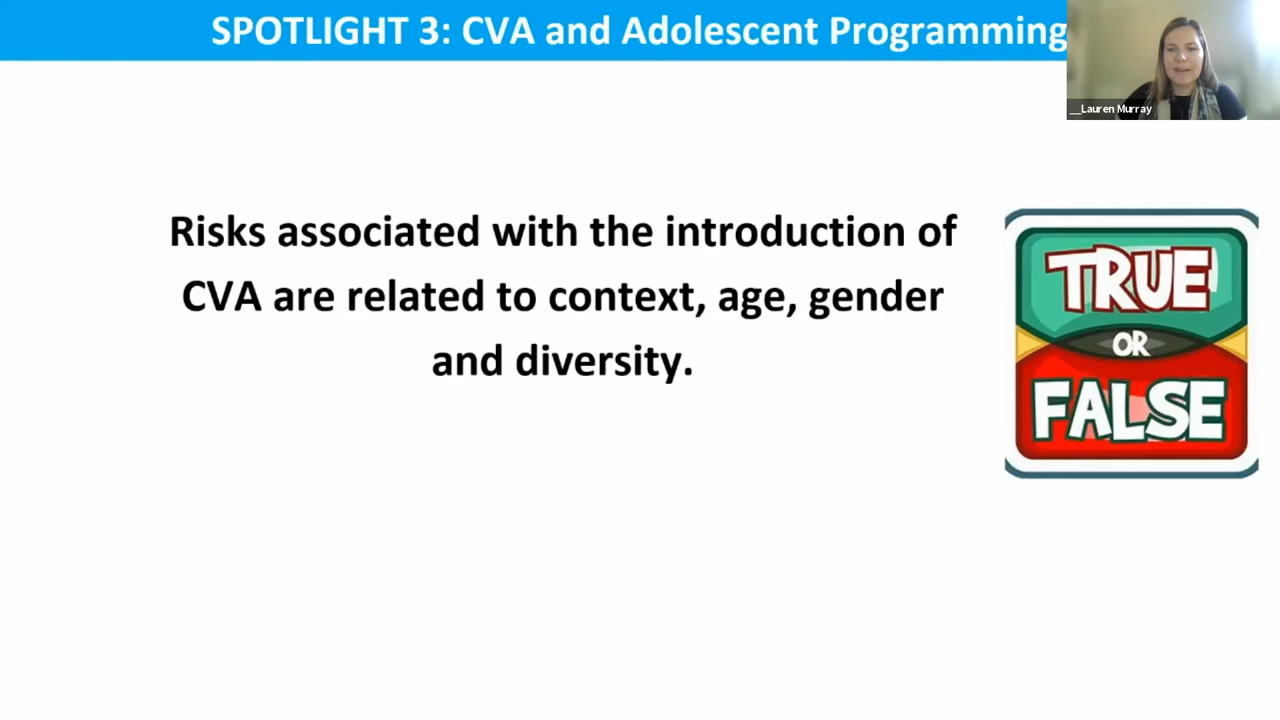 SPOTLIGHT 3: CVA and Adolescent Programming
__Lauren Murray
Risks associated with the introduction of
CVA are related to context, age, gender
and diversity.
TRUE
OR
FALSE